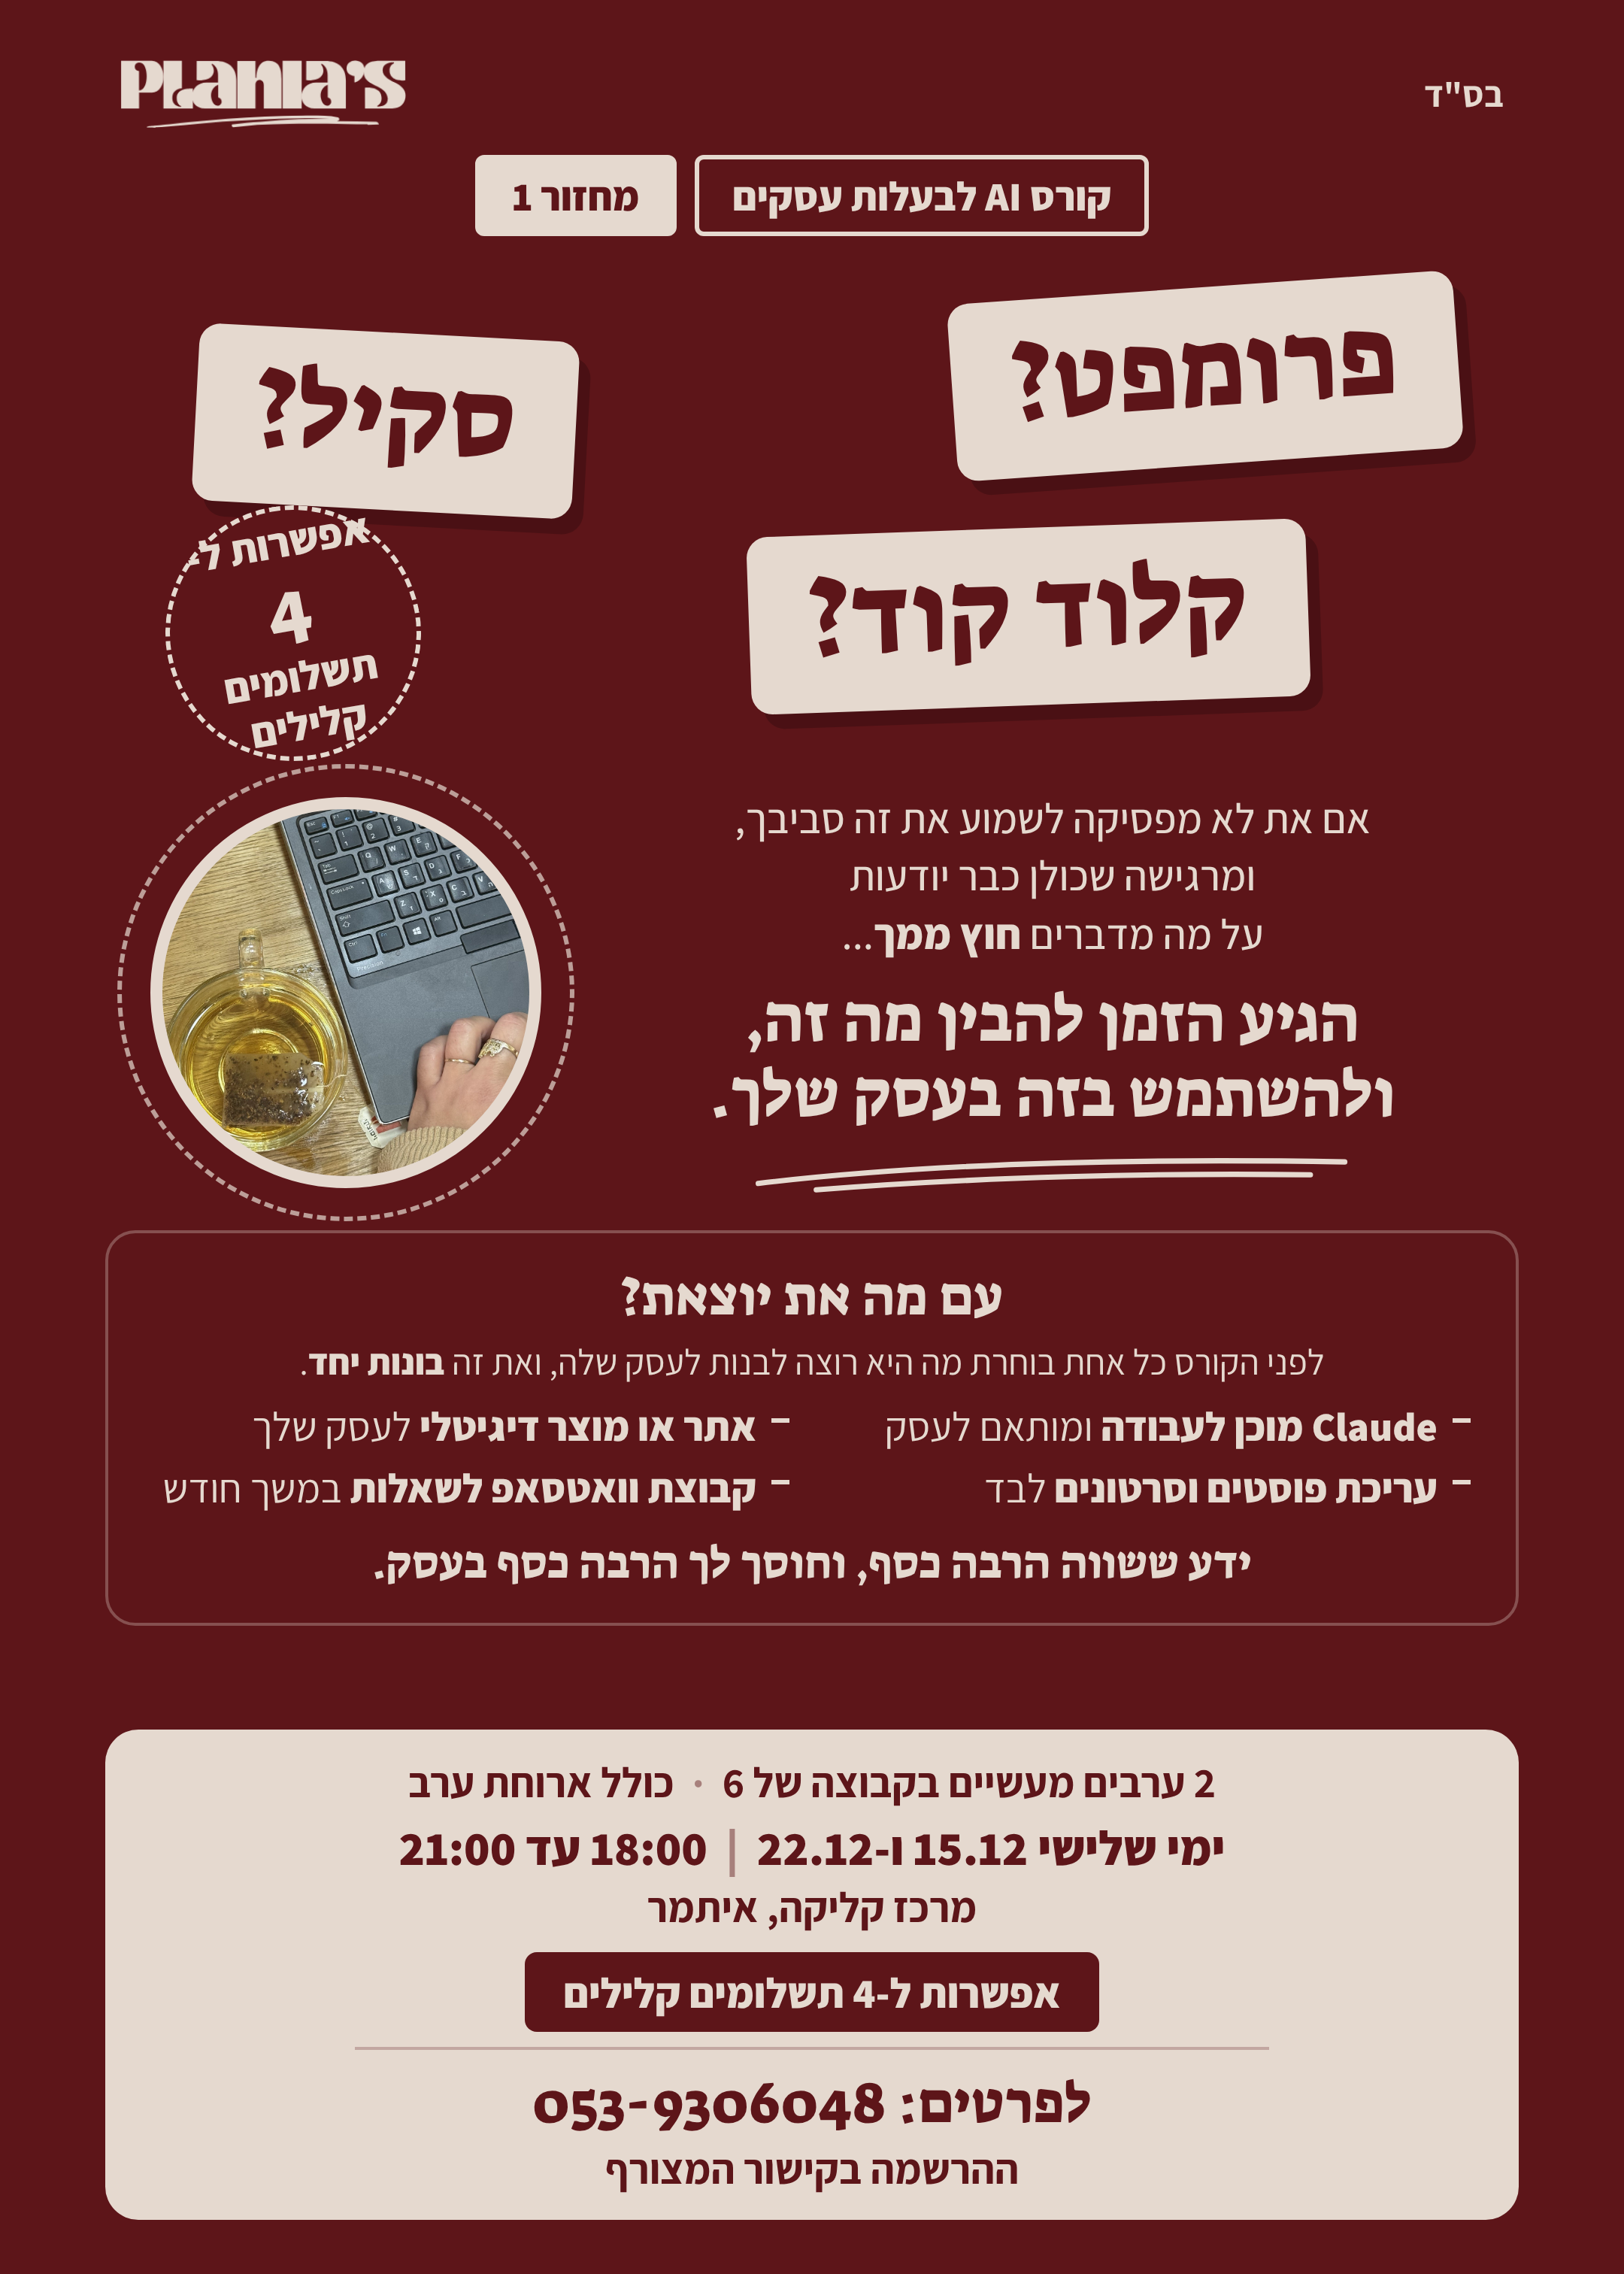 בס"ד
PLANIA'S
קורס AI לבעלות עסקים
מחזור 1
פרומפט?
סקיל?
קלוד קוד?
אפשרות ל-
4
תשלומים
קלילים
אם את לא מפסיקה לשמוע את זה סביבך,
ומרגישה שכולן כבר יודעות
על מה מדברים חוץ ממך...
הגיע הזמן להבין מה זה,
ולהשתמש בזה בעסק שלך.
עם מה את יוצאת?
לפני הקורס כל אחת בוחרת מה היא רוצה לבנות לעסק שלה, ואת זה בונות יחד.
– Claude מוכן לעבודה ומותאם לעסק
– אתר או מוצר דיגיטלי לעסק שלך
– עריכת פוסטים וסרטונים לבד
– קבוצת וואטסאפ לשאלות במשך חודש
ידע ששווה הרבה כסף, וחוסך לך הרבה כסף בעסק.
2 ערבים מעשיים בקבוצה של 6 · כולל ארוחת ערב
ימי שלישי 15.12 ו-22.12 | 18:00 עד 21:00
מרכז קליקה, איתמר
אפשרות ל-4 תשלומים קלילים
לפרטים: 053-9306048
ההרשמה בקישור המצורף